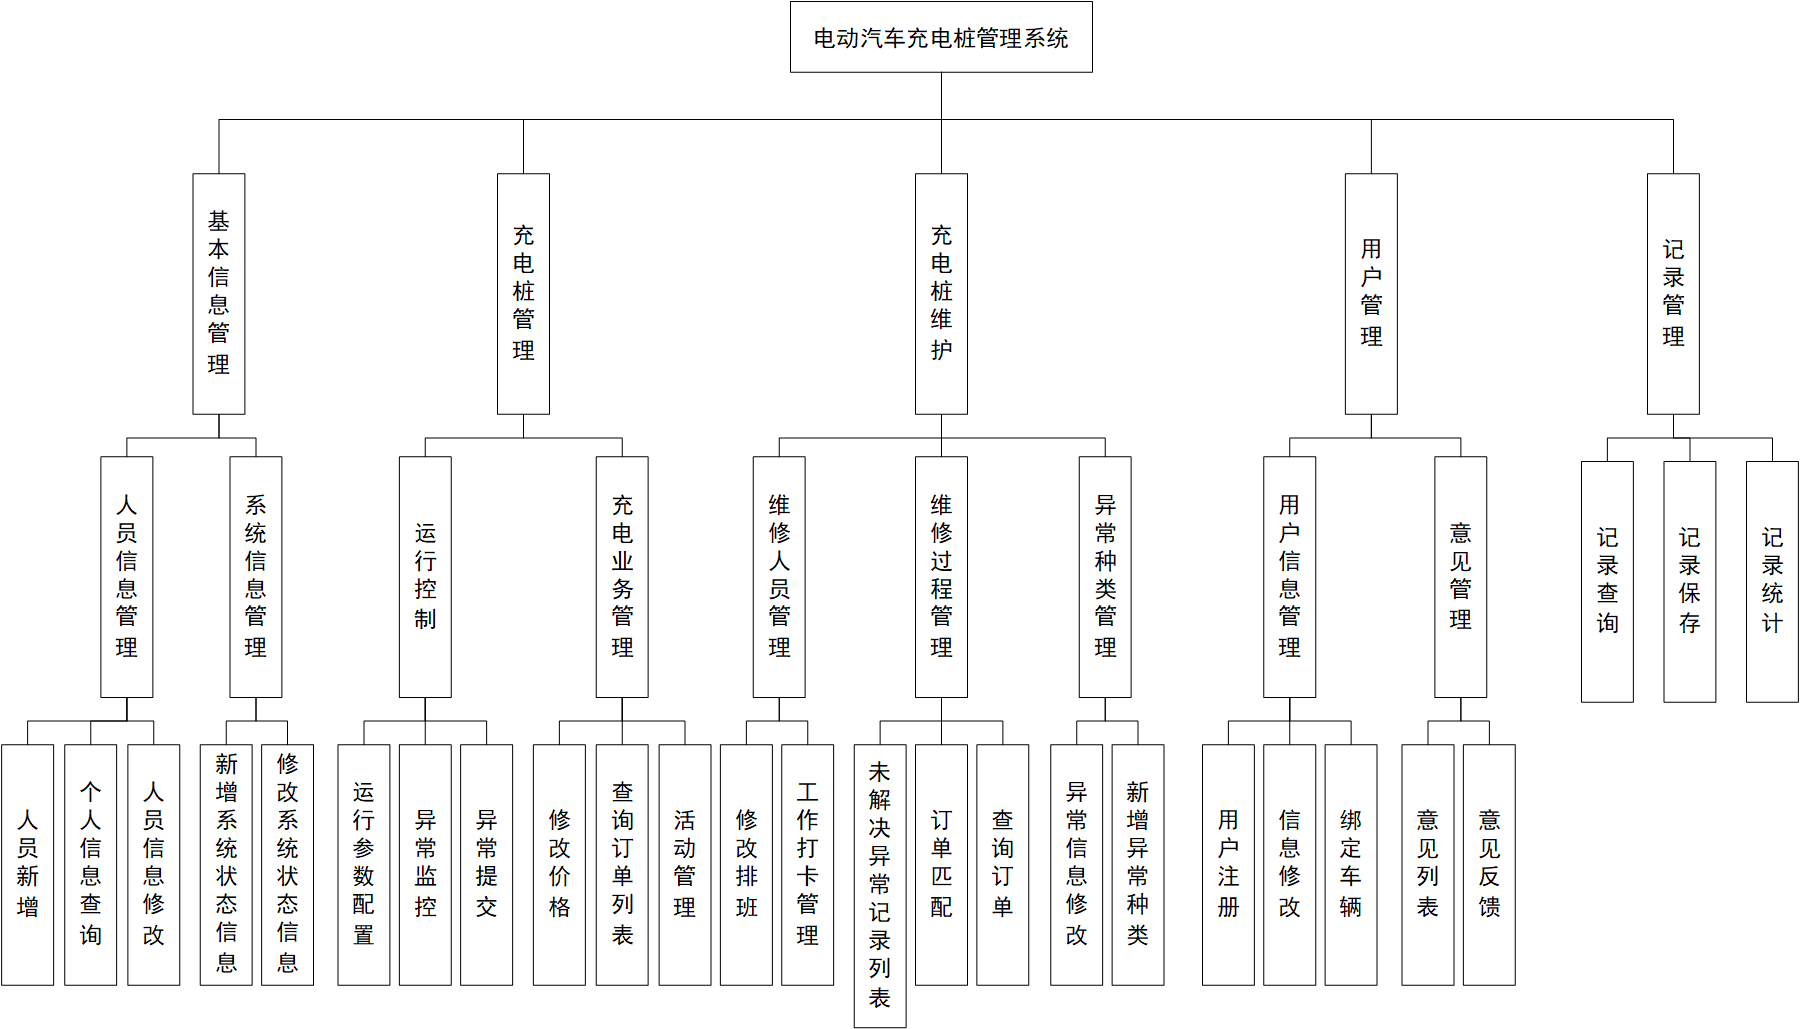 电动汽车充电桩管理系统
基本信息管理
充电桩管理
充电桩维护
用户管理
记录管理
人员信息管理
系统信息管理
运行控制
充电业务管理
维修人员管理
维修过程管理
异常种类管理
用户信息管理
意见管理
记录查询
记录保存
记录统计
人员新增
个人信息查询
人员信息修改
新增系统状态信息
修改系统状态信息
运行参数配置
异常监控
异常提交
修改价格
查询订单列表
活动管理
修改排班
工作打卡管理
未解决异常记录列表
订单匹配
查询订单
异常信息修改
新增异常种类
用户注册
信息修改
绑定车辆
意见列表
意见反馈